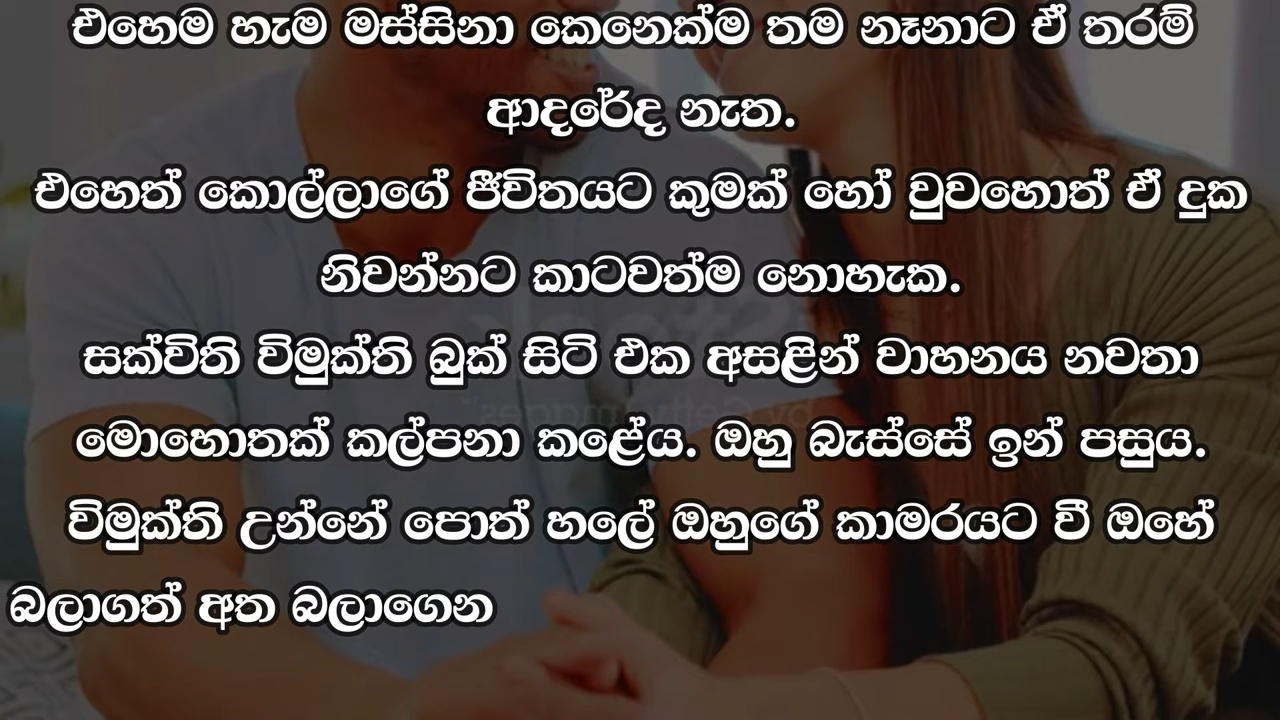 එහෙම හැම මස්සිනා කෙනෙක්ම තම නෑනාට ඒ තරම්
ආදරේද නැත.
එහෙත් කොල්ලාගේ ජීවිතයට කුමක් හෝ වුවහොත් ඒ දුක
නිවන්නට කාටවත්ම නොහැක.
සක්විති විමුක්ති බුක් සිටි එක අසළින් වාහනය නවතා
මොහොතක් කල්පනා කළේය. ඔහු බැස්සේ ඉන් පසුය.
විමුක්ති උන්නේ පොත් හලේ ඔහුගේ කාමරයට වී ඔහේ
බලාගත් අත බලාගෙන